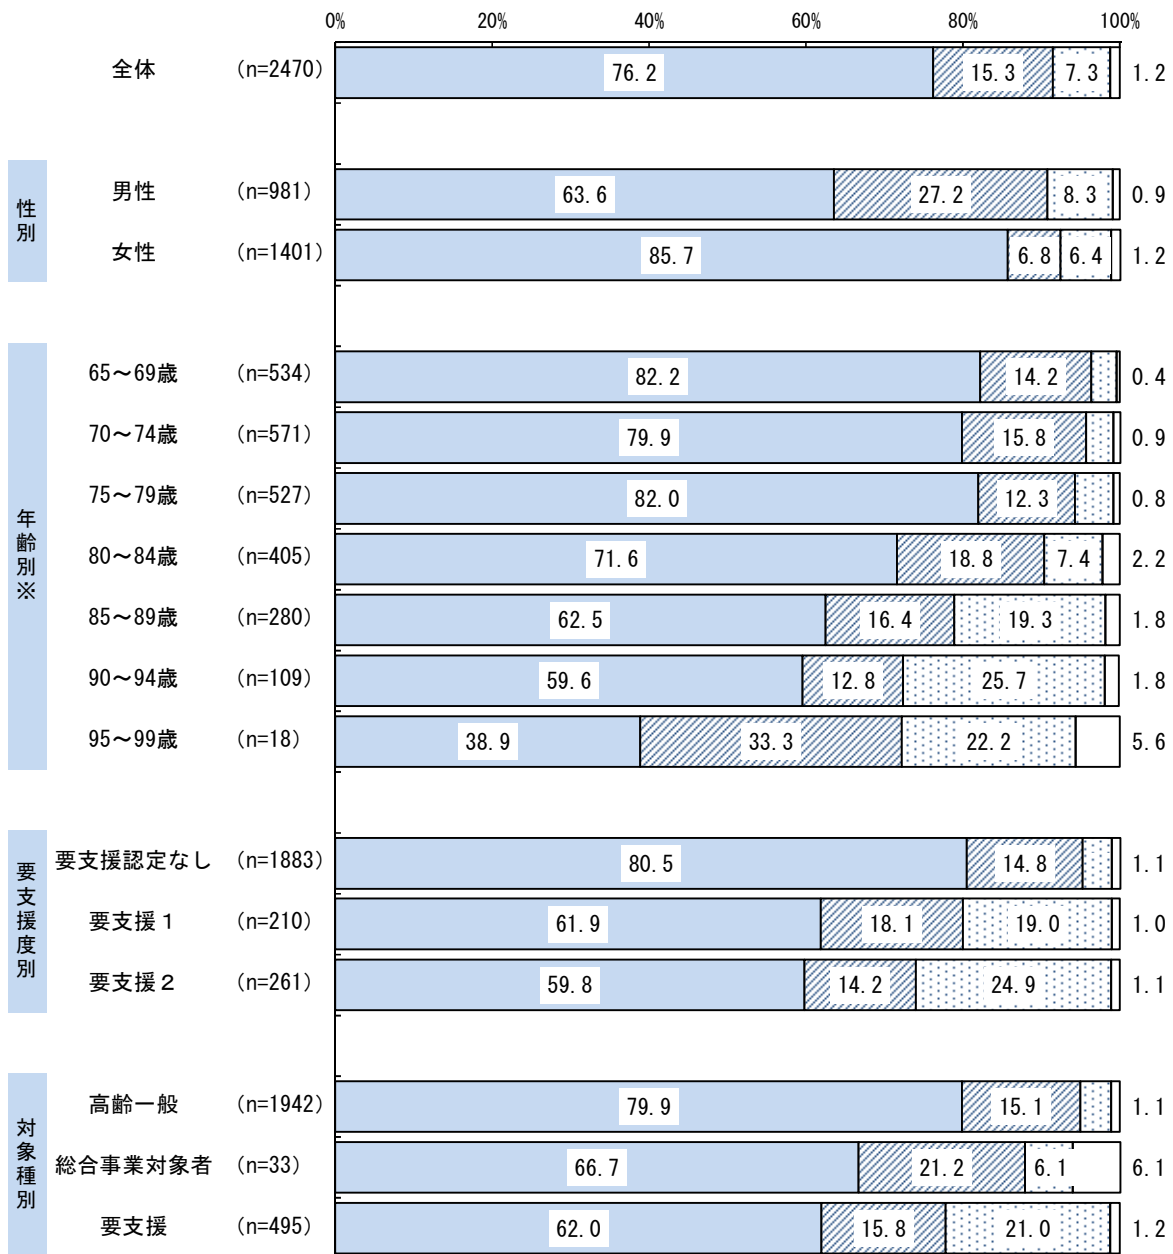 0% 20% 40% 60% 80% 100%
全体 (n=2470) 76.2 15.3 7.3 1.2
性別
男性 (n=981) 63.6 27.2 8.3 0.9
女性 (n=1401) 85.7 6.8 6.4 1.2
年齢別※
65～69歳 (n=534) 82.2 14.2 0.4
70～74歳 (n=571) 79.9 15.8 0.9
75～79歳 (n=527) 82.0 12.3 0.8
80～84歳 (n=405) 71.6 18.8 7.4 2.2
85～89歳 (n=280) 62.5 16.4 19.3 1.8
90～94歳 (n=109) 59.6 12.8 25.7 1.8
95～99歳 (n=18) 38.9 33.3 22.2 5.6
要支援度別
要支援認定なし (n=1883) 80.5 14.8 1.1
要支援１ (n=210) 61.9 18.1 19.0 1.0
要支援２ (n=261) 59.8 14.2 24.9 1.1
対象種別
高齢一般 (n=1942) 79.9 15.1 1.1
総合事業対象者 (n=33) 66.7 21.2 6.1 6.1
要支援 (n=495) 62.0 15.8 21.0 1.2